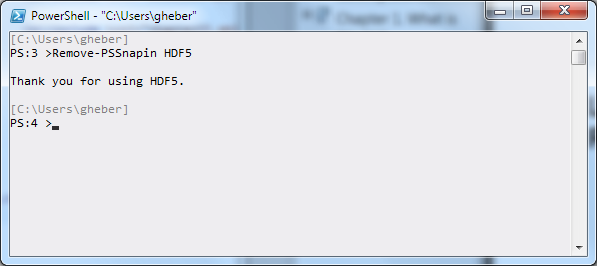 PowerShell - "C:\Users\gheber"
Chapter 1. What is
[C:\Users\gheber]
PS:3 >Remove-PSSnapin HDF5
Thank you for using HDF5.
[C:\Users\gheber]
PS:4 >